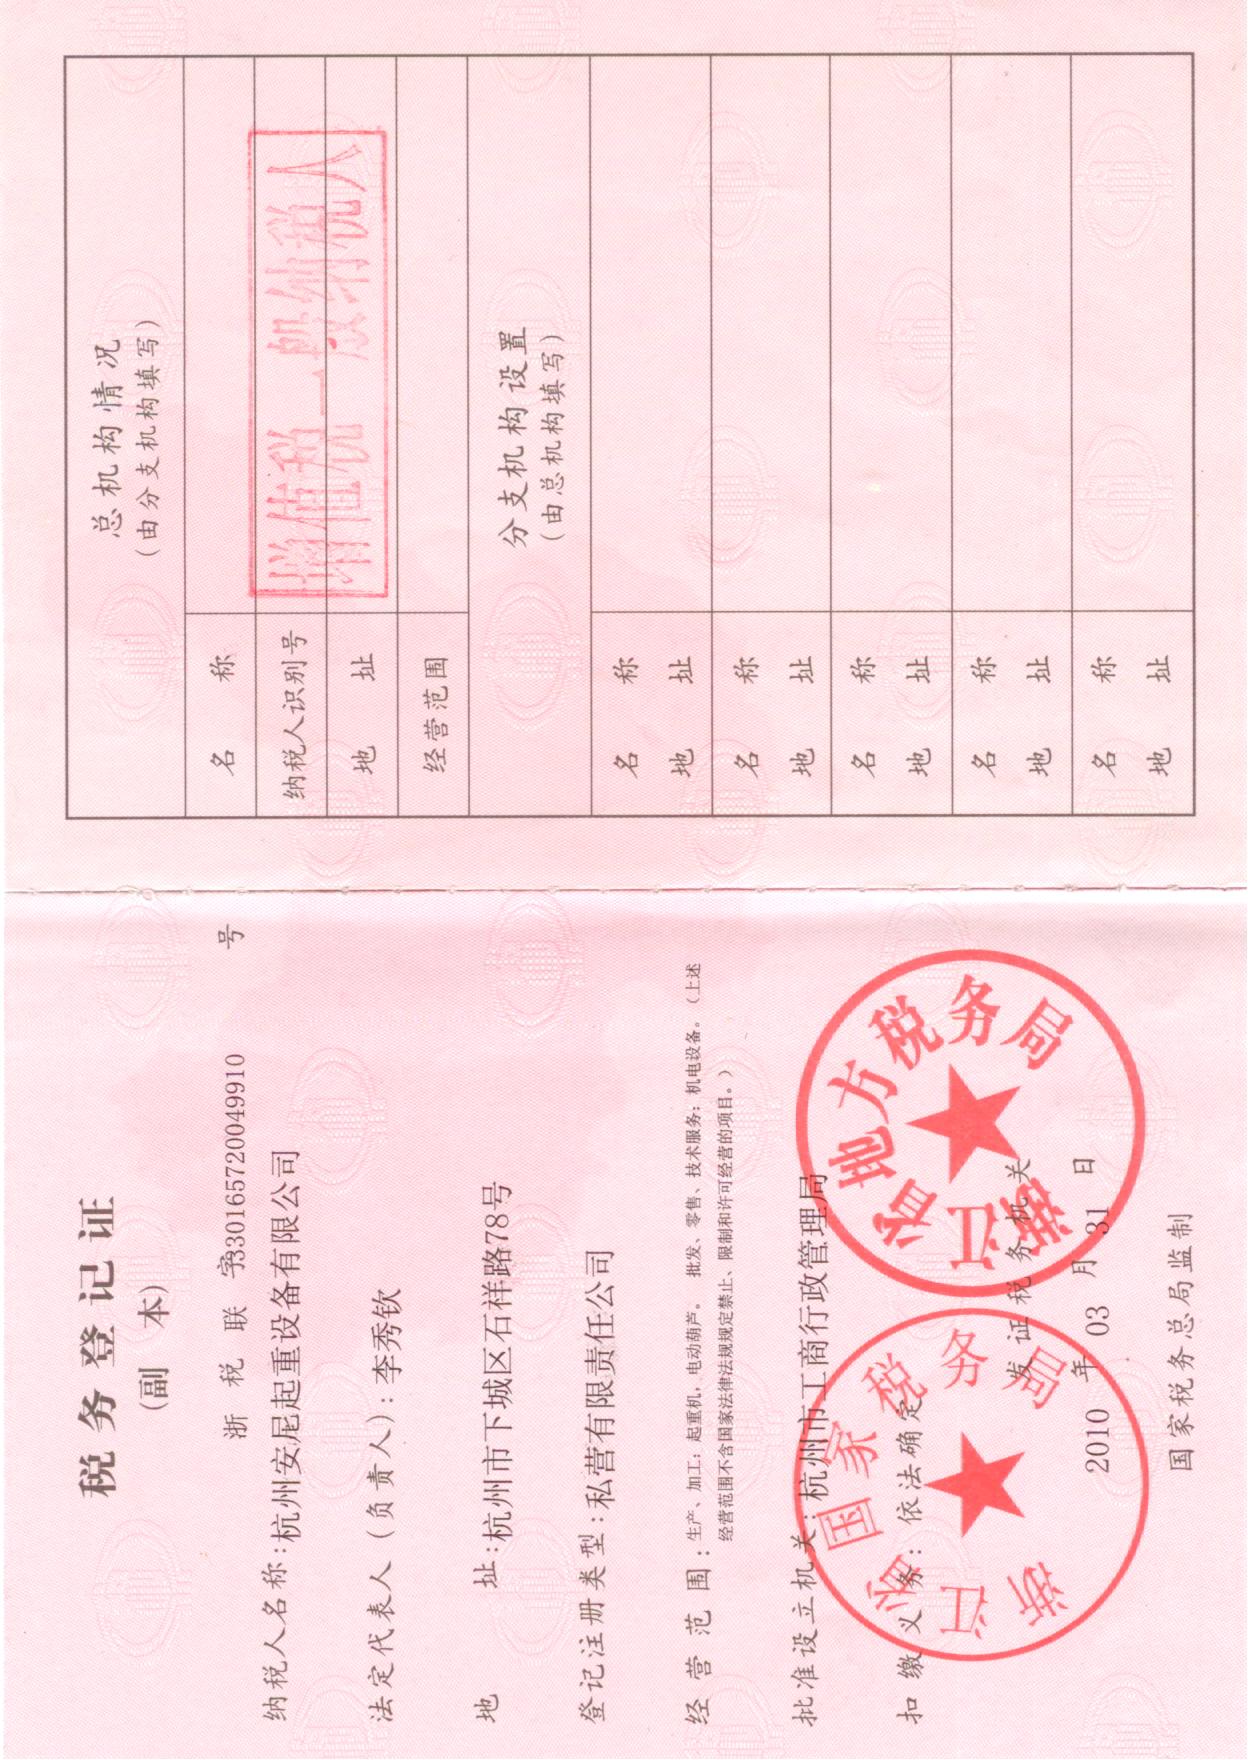 税务登记证
(副 本)
浙 税 联 字330165720049910 号
纳税人名称:杭州安尼起重设备有限公司
法定代表人(负责人):李秀钦
地 址:杭州市下城区石祥路78号
登记注册类型:私营有限责任公司
经 营 范 围:生产、加工:起重机,电动葫芦。 批发、零售、技术服务:机电设备。(上述
经营范围不含国家法律法规规定禁止、限制和许可经营的项目。)
批准设立机关:杭州市工商行政管理局
扣 缴 义 务:依法确定
发证税务机关
浙江省国家税务局
浙江省地方税务局
2010 年 03 月 31 日
国家税务总局监制
总机构情况
(由分支机构填写)
名 称
纳税人识别号
地 址
经营范围
增值税一般纳税人
分支机构设置
(由总机构填写)
名 称
地 址
名 称
地 址
名 称
地 址
名 称
地 址
名 称
地 址